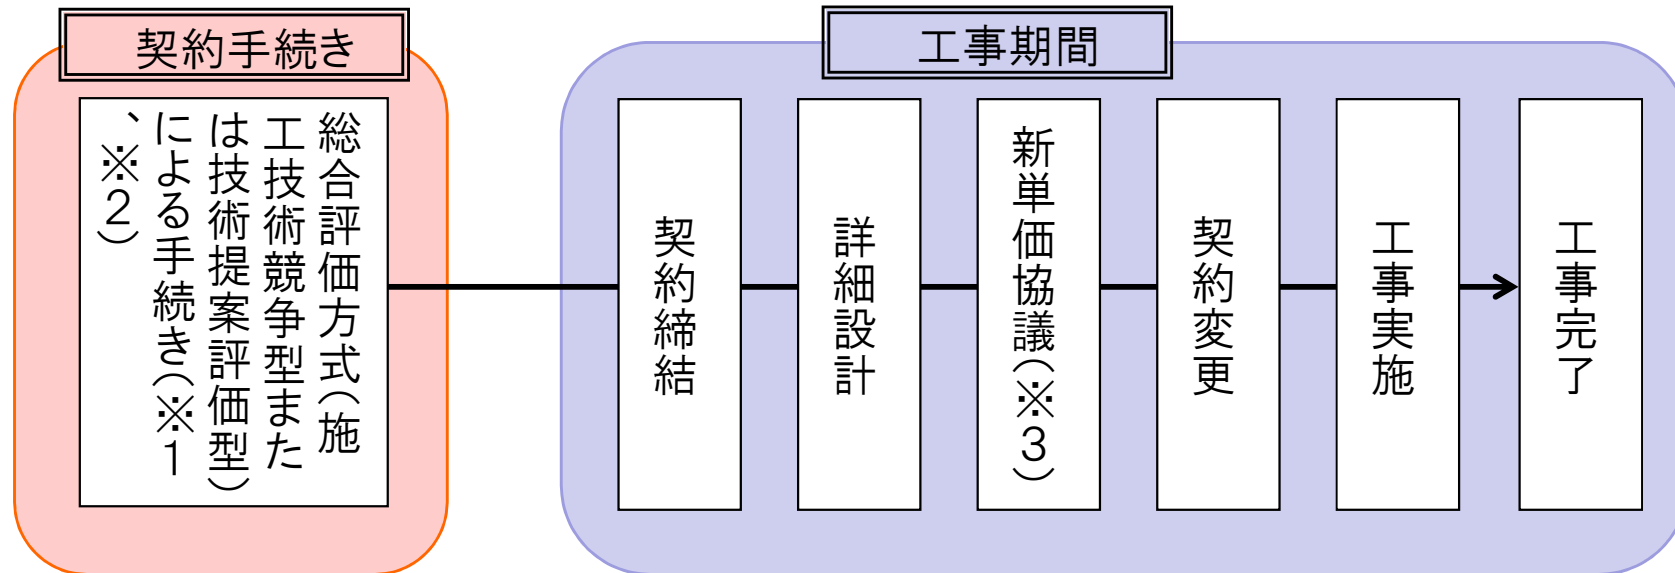 契約手続き
総合評価方式（施
工技術競争型また
は技術提案評価型）
による手続き（※１
、※２）
工事期間
契約締結
詳細設計
新単価協議（※３）
契約変更
工事実施
工事完了